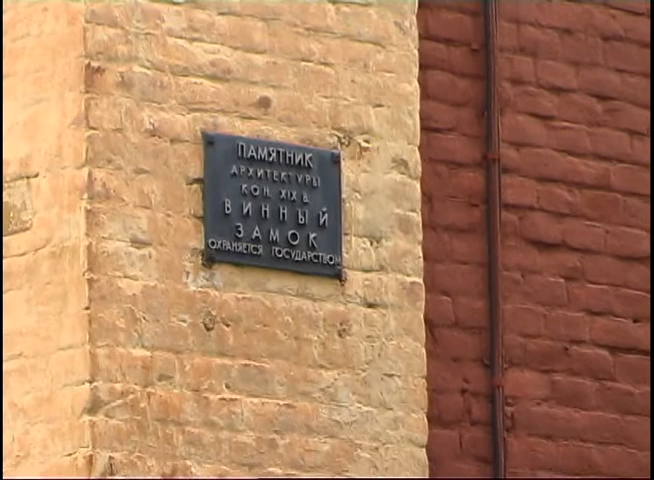 ПАМЯТНИК
АРХИТЕКТУРЫ
КОН. XIX В.
ВИННЫЙ
ЗАМОК
ОХРАНЯЕТСЯ ГОСУДАРСТВОМ